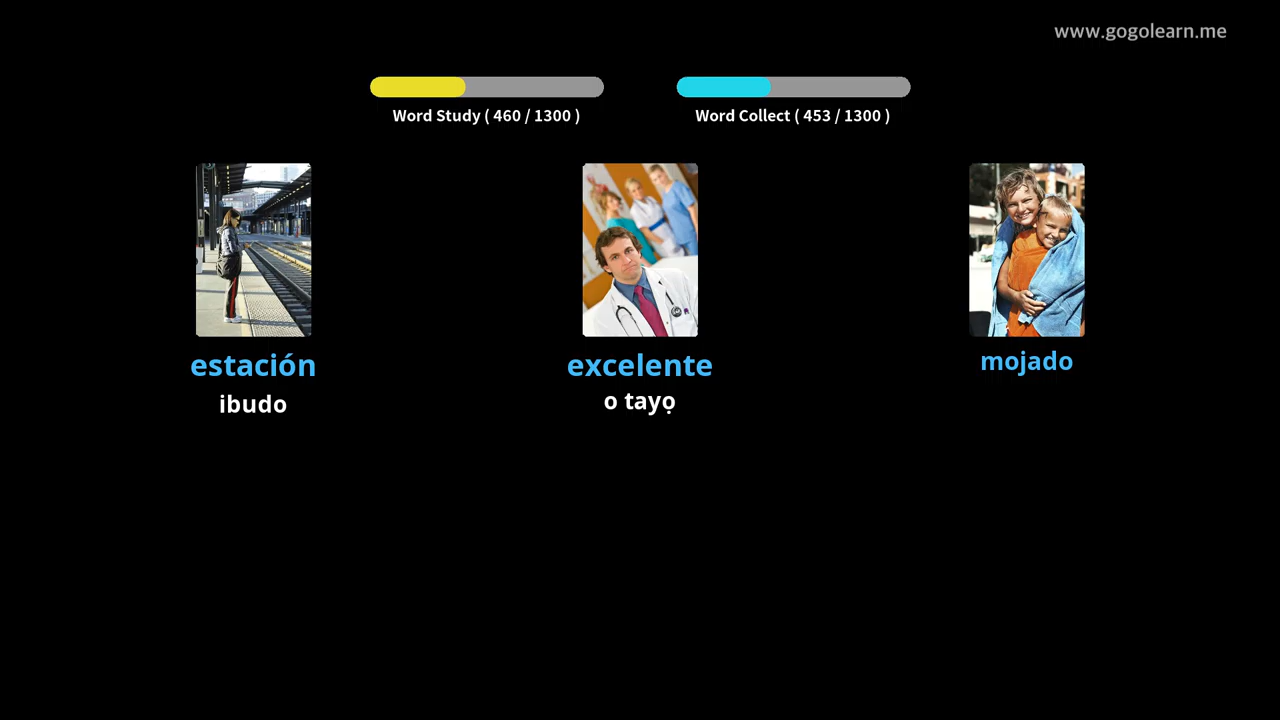 www.gogolearn.me
Word Study ( 460 / 1300 )
Word Collect ( 453 / 1300 )
estación
ibudo
excelente
o tayọ
mojado